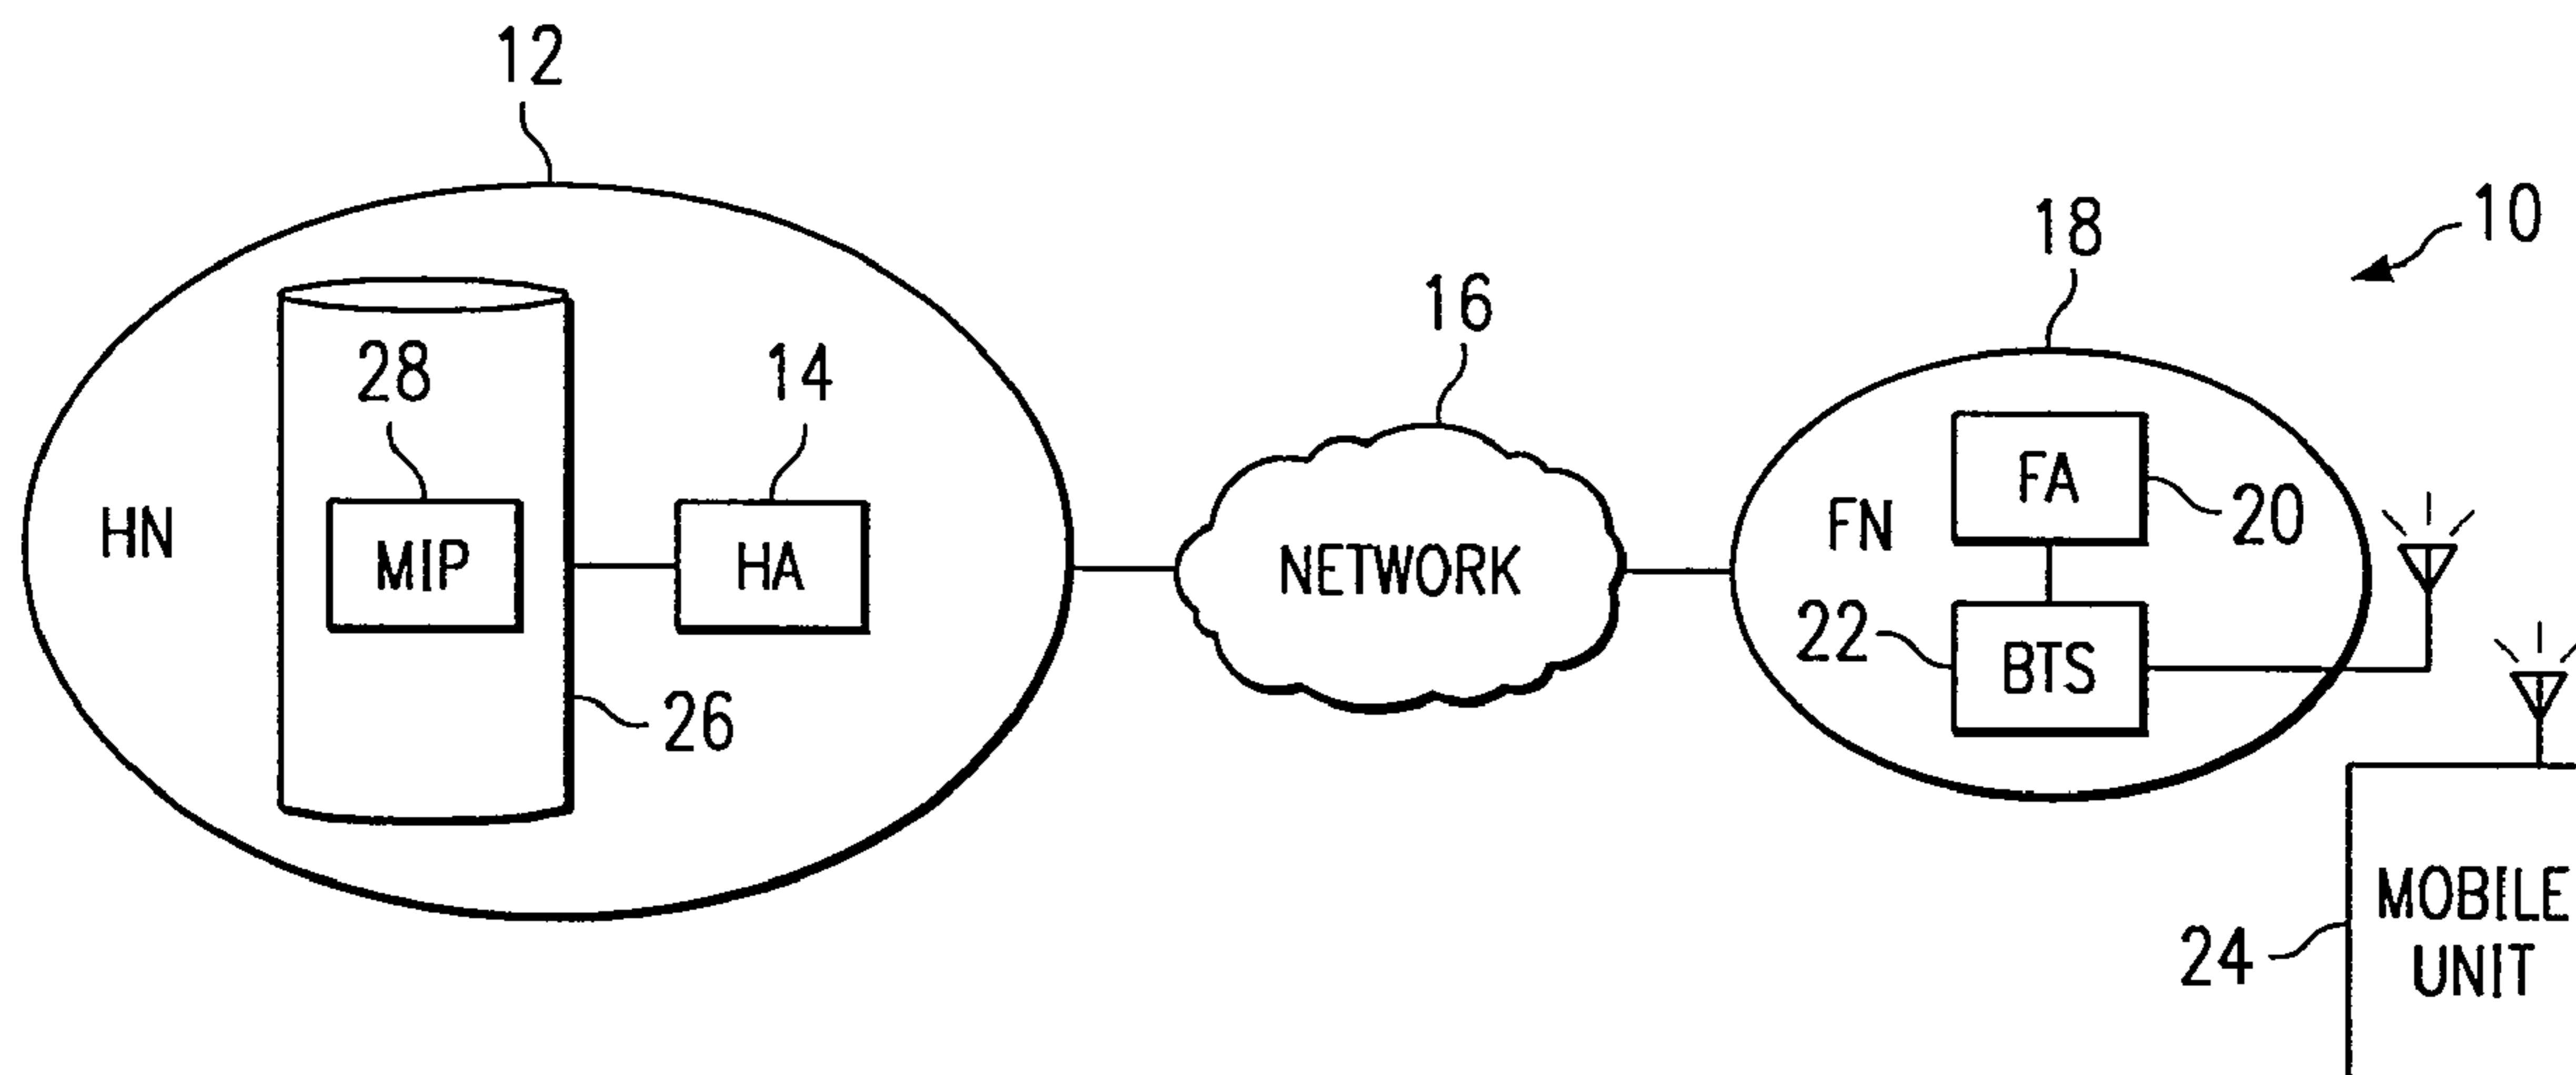 12
10
18
16
28
14
HN
MIP
HA
NETWORK
FN
FA
20
22
BTS
26
24
MOBILE
UNIT